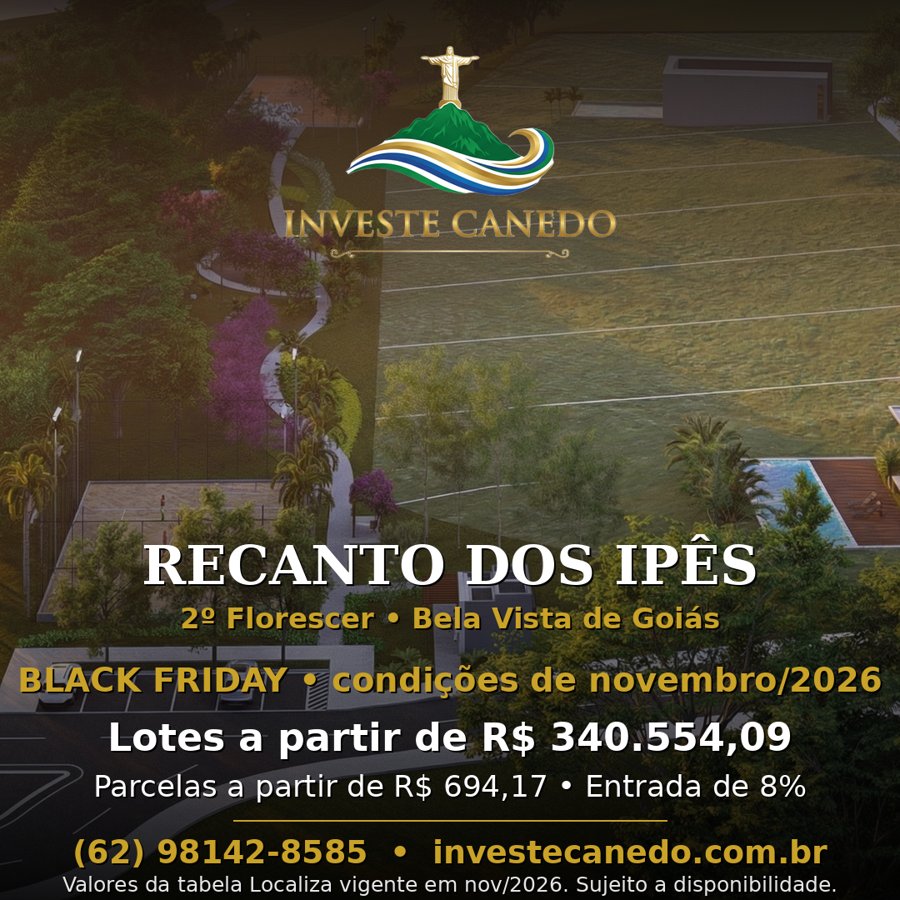 INVESTE CANEDO
RECANTO DOS IPÊS
2º Florescer • Bela Vista de Goiás
BLACK FRIDAY • condições de novembro/2026
Lotes a partir de R$ 340.554,09
Parcelas a partir de R$ 694,17 • Entrada de 8%
(62) 98142-8585 • investecanedo.com.br
Valores da tabela Localiza vigente em nov/2026. Sujeito a disponibilidade.